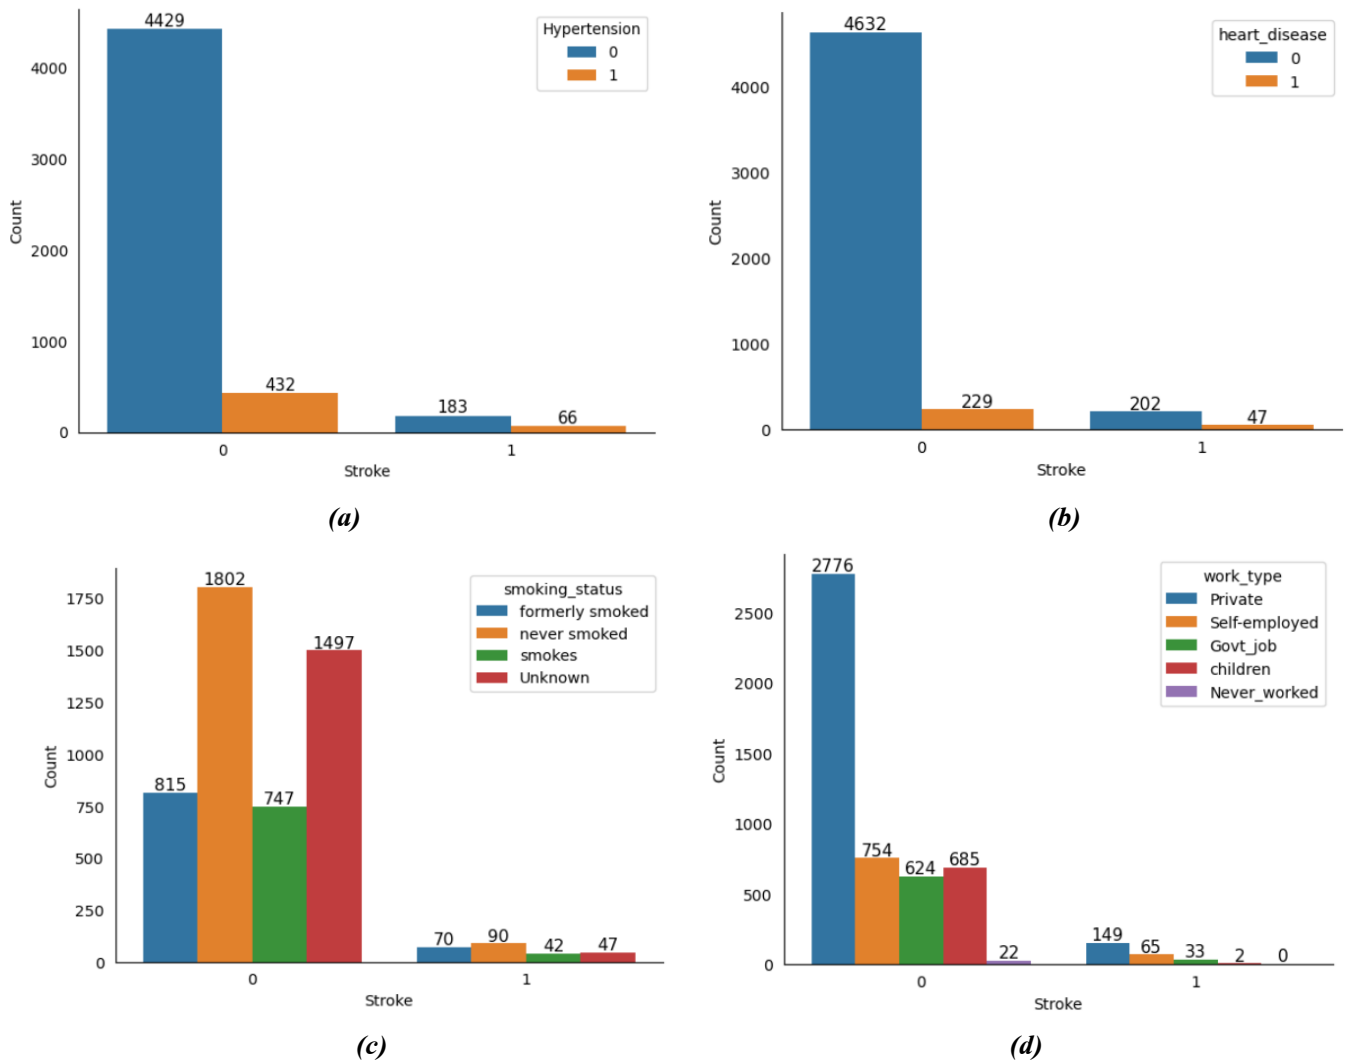 4429
Hypertension
0
1
4000
3000
2000
1000
0
432
183
66
0
1
Count
Stroke
(a)
4632
heart_disease
0
1
4000
3000
2000
1000
0
229
202
47
0
1
Count
Stroke
(b)
1802
smoking_status
formerly smoked
never smoked
smokes
Unknown
1750
1500
1250
1000
750
500
250
0
1497
815
747
70
90
42
47
0
1
Count
Stroke
(c)
2776
work_type
Private
Self-employed
Govt_job
children
Never_worked
2500
2000
1500
1000
500
0
754
624
685
22
149
65
33
2
0
0
1
Count
Stroke
(d)